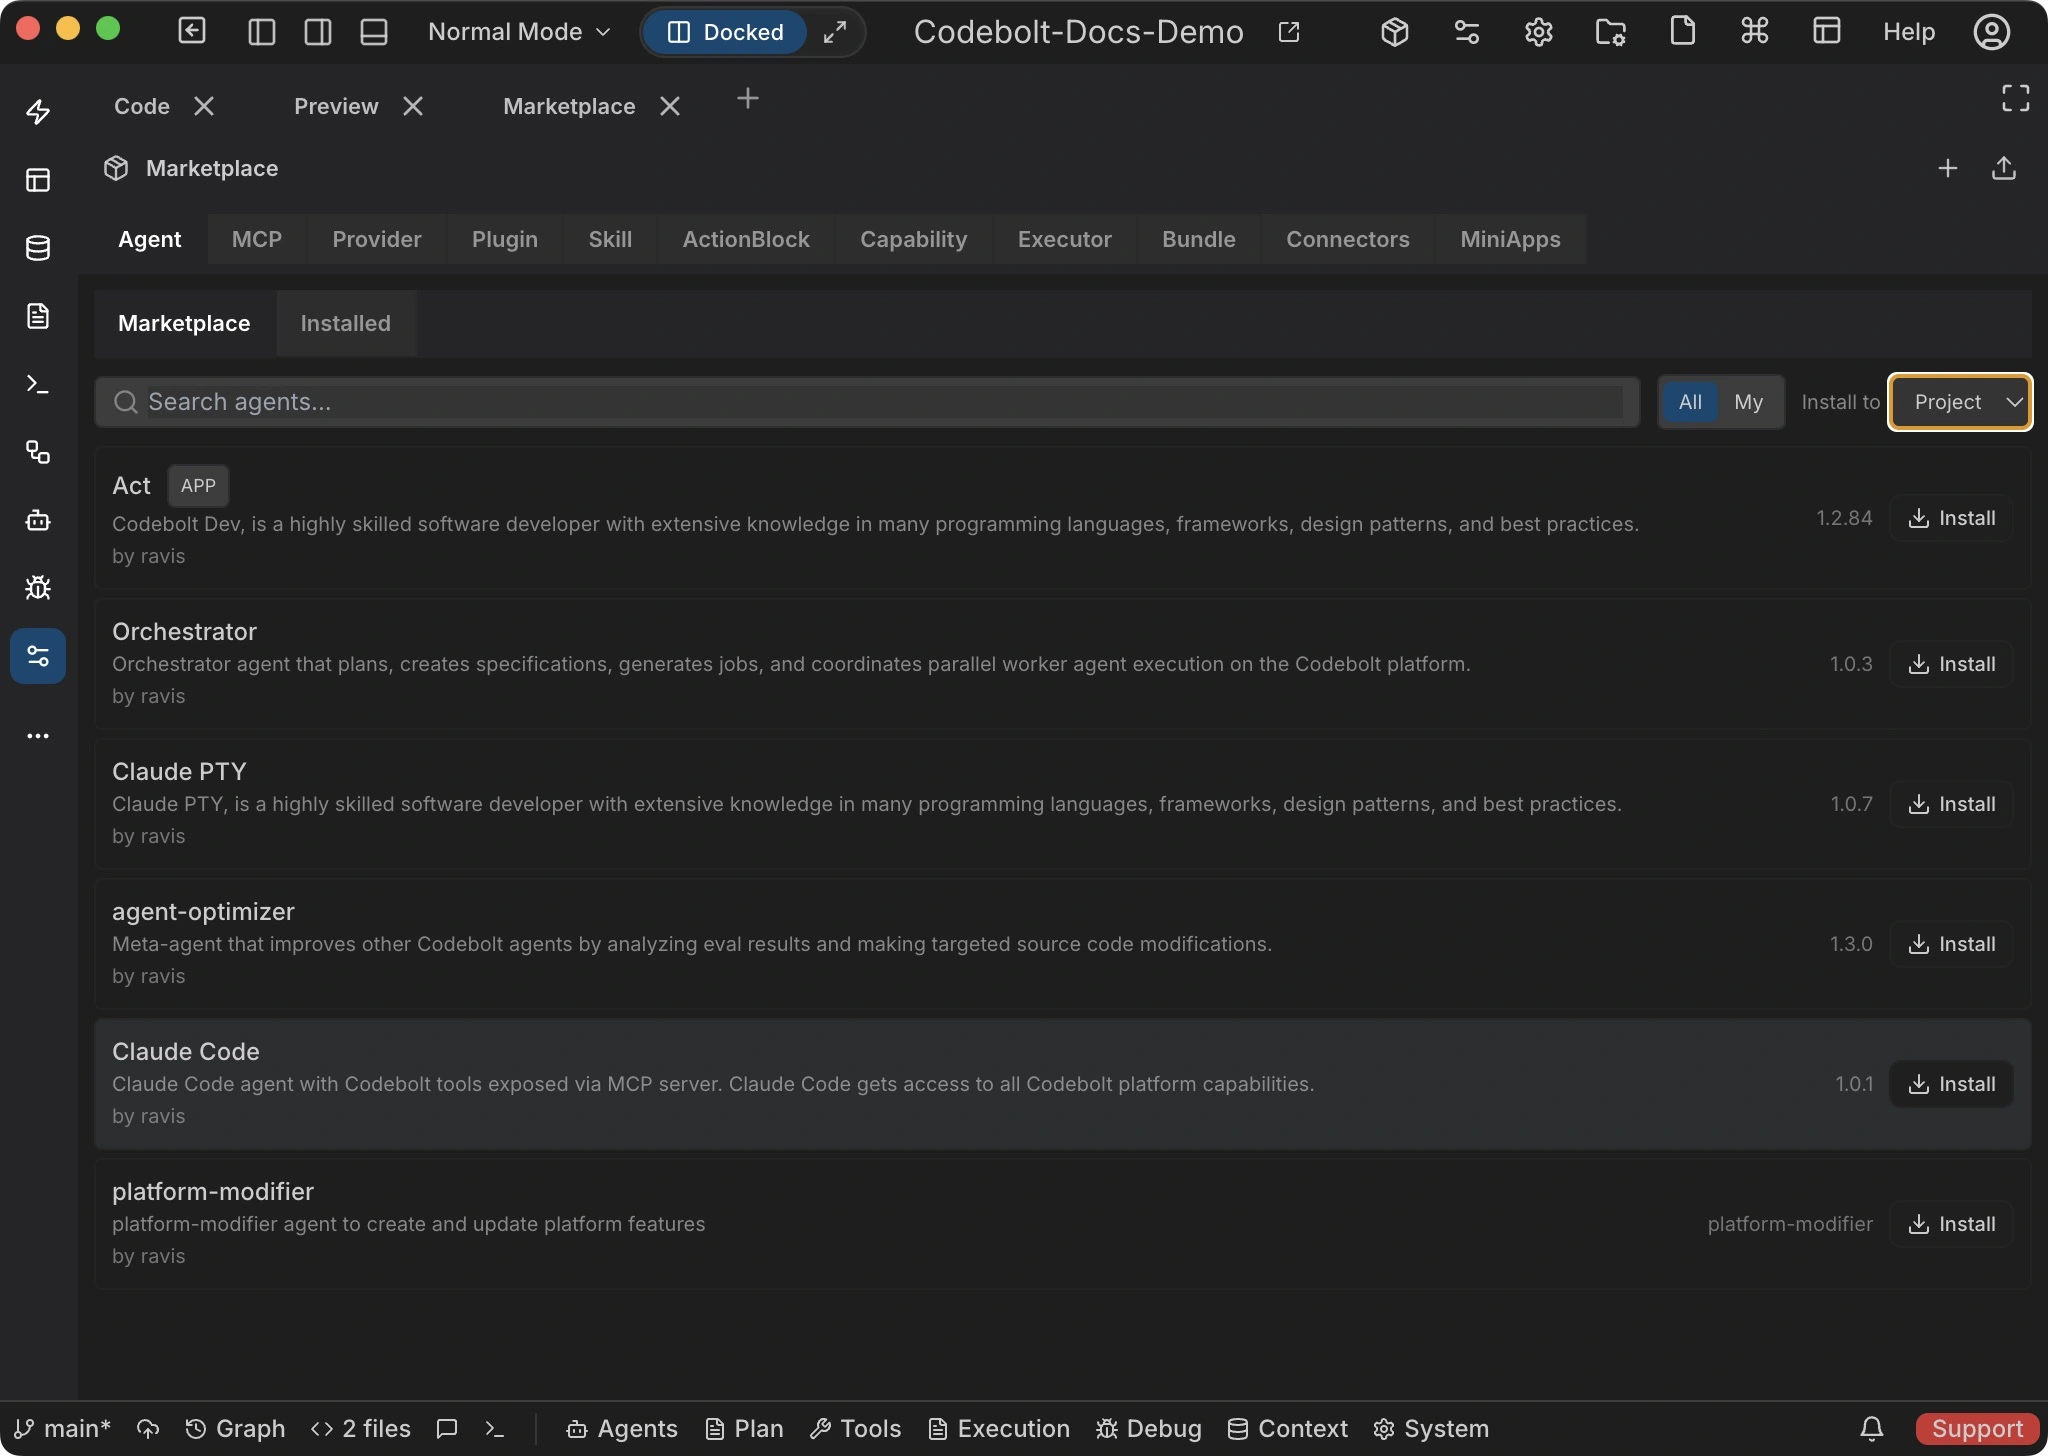 Normal Mode Docked Codebolt-Docs-Demo Help
Code Preview Marketplace
Marketplace
Agent MCP Provider Plugin Skill ActionBlock Capability Executor Bundle Connectors MiniApps
Marketplace Installed
Search agents... All My Install to Project
Act APP
Codebolt Dev, is a highly skilled software developer with extensive knowledge in many programming languages, frameworks, design patterns, and best practices.
by ravis
1.2.84 Install
Orchestrator
Orchestrator agent that plans, creates specifications, generates jobs, and coordinates parallel worker agent execution on the Codebolt platform.
by ravis
1.0.3 Install
Claude PTY
Claude PTY, is a highly skilled software developer with extensive knowledge in many programming languages, frameworks, design patterns, and best practices.
by ravis
1.0.7 Install
agent-optimizer
Meta-agent that improves other Codebolt agents by analyzing eval results and making targeted source code modifications.
by ravis
1.3.0 Install
Claude Code
Claude Code agent with Codebolt tools exposed via MCP server. Claude Code gets access to all Codebolt platform capabilities.
by ravis
1.0.1 Install
platform-modifier
platform-modifier agent to create and update platform features
by ravis
platform-modifier Install
main* Graph 2 files Agents Plan Tools Execution Debug Context System Support